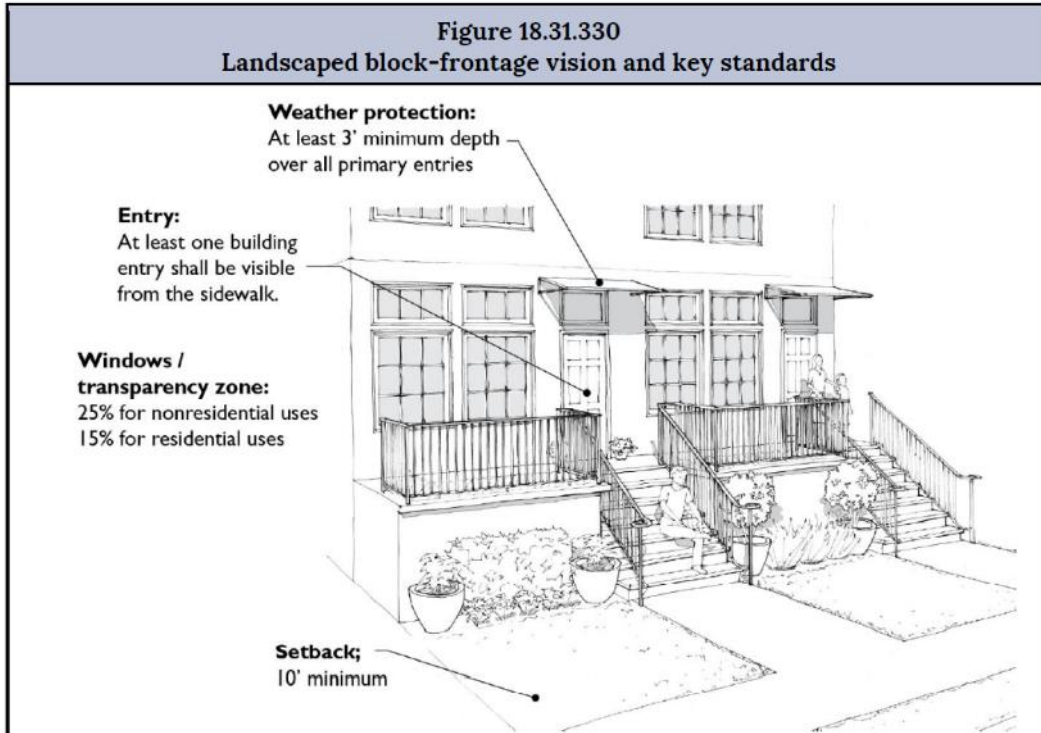 Figure 18.31.330
Landscaped block-frontage vision and key standards
Weather protection:
At least 3' minimum depth
over all primary entries
Entry:
At least one building
entry shall be visible
from the sidewalk.
Windows /
transparency zone:
25% for nonresidential uses
15% for residential uses
Setback;
10' minimum